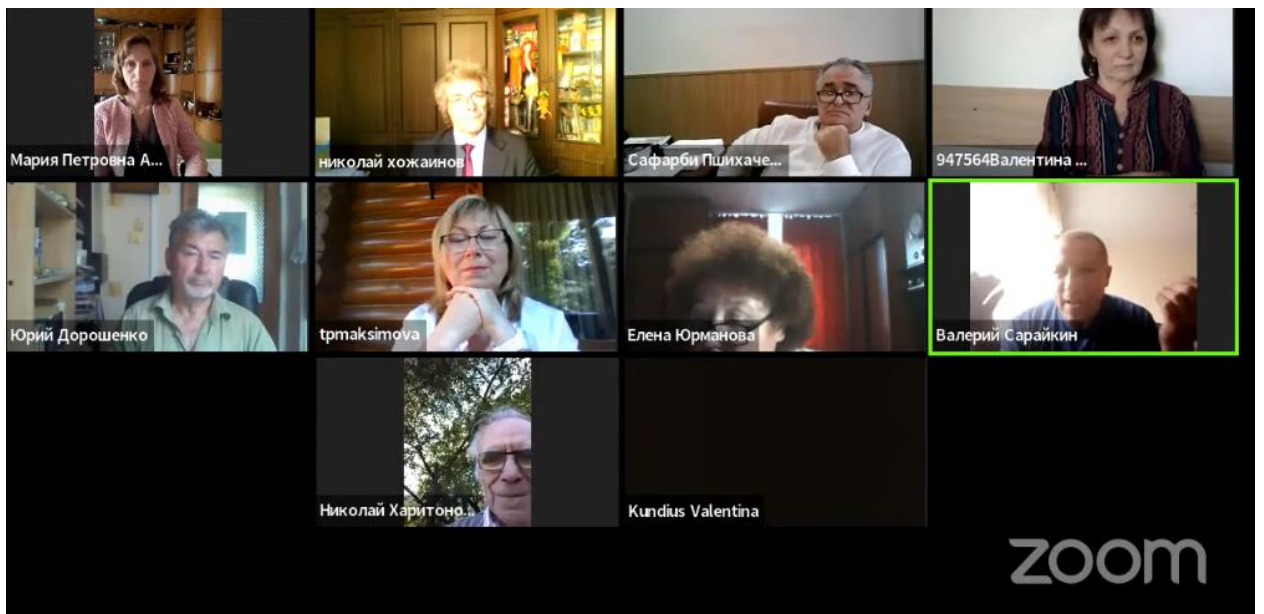 Мария Петровна А...
николай хожаинов
Сафарби Пшихаче...
947564Валентина ...
Юрий Дорошенко
tpmaksimova
Елена Юрманова
Валерий Сарайкин
Николай Харитоно...
Kundius Valentina
zoom